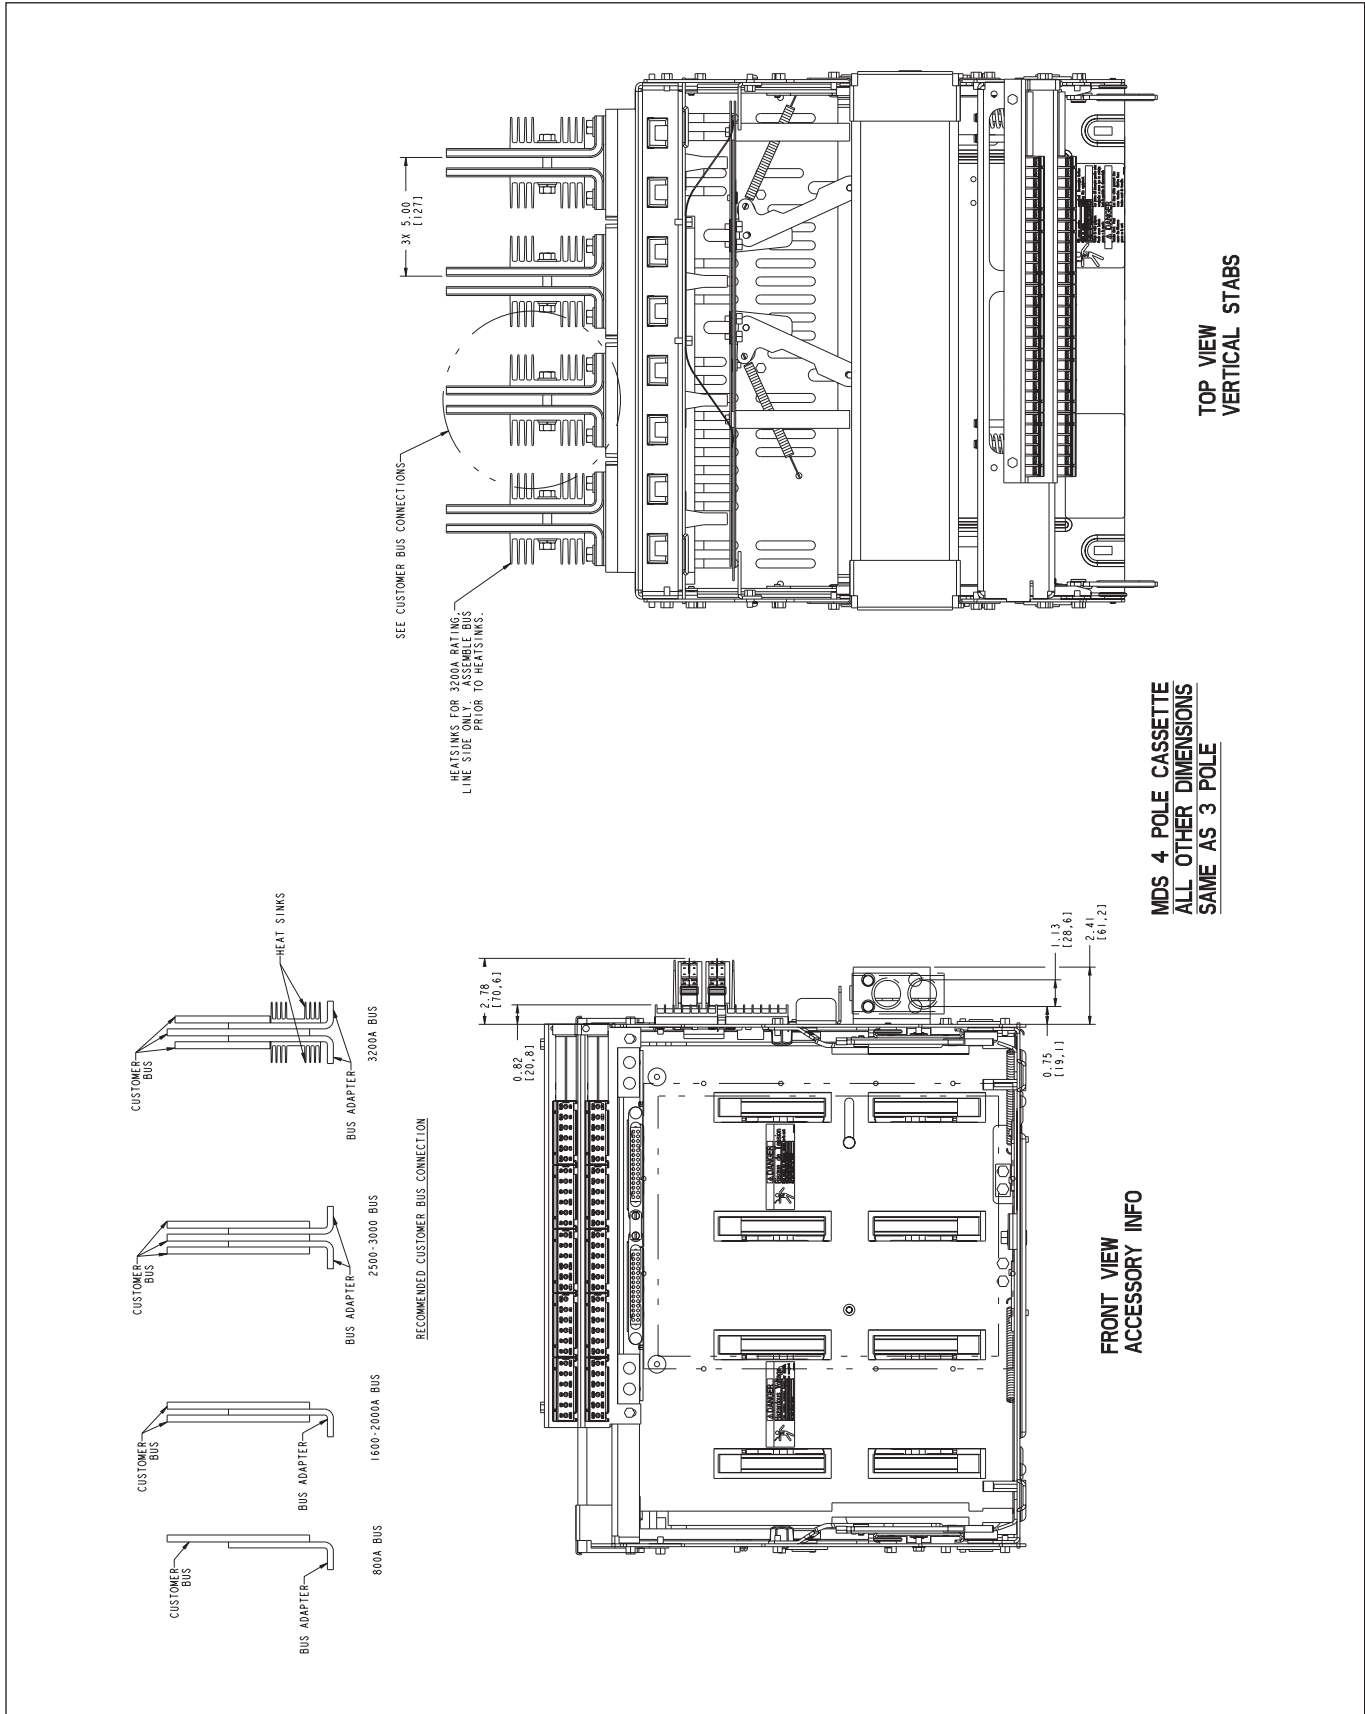 CUSTOMER
BUS
BUS ADAPTER
800A BUS
CUSTOMER
BUS
BUS ADAPTER
1600-2000A BUS
CUSTOMER
BUS
BUS ADAPTER
2500-3000 BUS
CUSTOMER
BUS
HEAT SINKS
BUS ADAPTER
3200A BUS
RECOMMENDED CUSTOMER BUS CONNECTION
0.82
[20,8]
2.78
[70,6]
0.75
[19,1]
1.13
[28,6]
2.41
[61,2]
DANGER
DANGER
FRONT VIEW
ACCESSORY INFO
MDS 4 POLE CASSETTE
ALL OTHER DIMENSIONS
SAME AS 3 POLE
SEE CUSTOMER BUS CONNECTIONS
HEATSINKS FOR 3200A RATING,
LINE SIDE ONLY. ASSEMBLE BUS
PRIOR TO HEATSINKS.
3X 5.00
[127]
DANGER
TOP VIEW
VERTICAL STABS